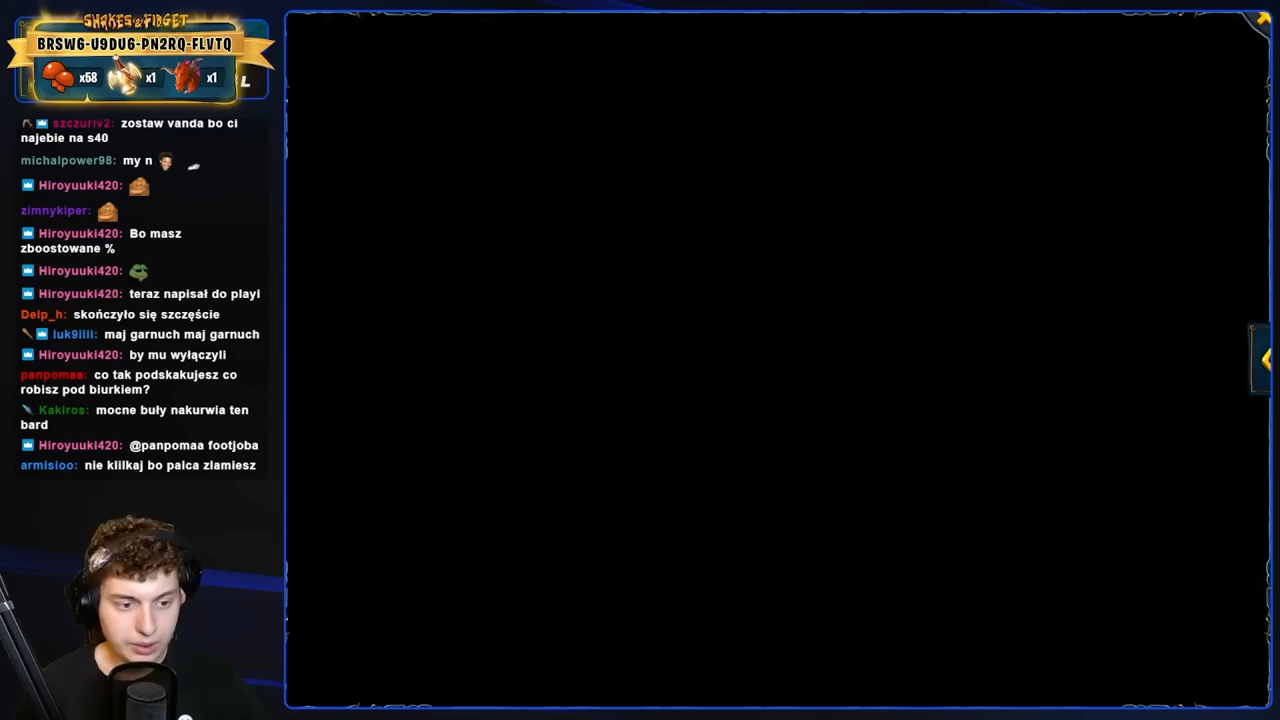 SHAKES & FIDGET
BRSW6-U9DU6-PN2RQ-FLVTQ
x58 x1 x1 L
szczuriv2: zostaw vanda bo ci
najebie na s40
michalpower98: my n
Hiroyuuki420:
zimnykiper:
Hiroyuuki420: Bo masz
zboostowane %
Hiroyuuki420:
Hiroyuuki420: teraz napisał do playi
Delp_h: skończyło się szczęście
luk9iiii: maj garnuch maj garnuch
Hiroyuuki420: by mu wyłączyli
panpomaa: co tak podskakujesz co
robisz pod biurkiem?
Kakiros: mocne buły nakurwia ten
bard
Hiroyuuki420: @panpomaa footjoba
armisioo: nie klilkaj bo palca zlamiesz